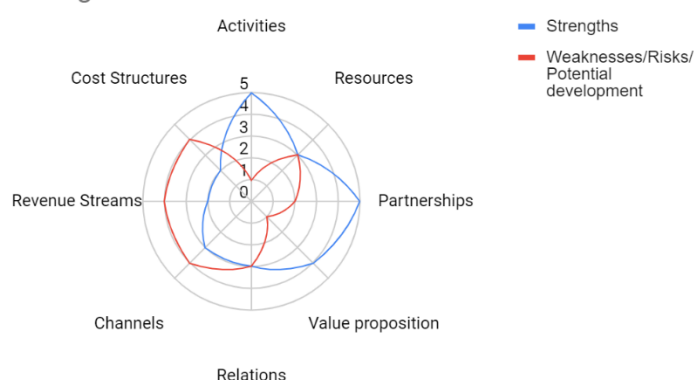 Activities
Strengths
Weaknesses/Risks/
Potential
development
Cost Structures
Resources
5
4
3
2
1
0
Revenue Streams
Partnerships
Channels
Value proposition
Relations